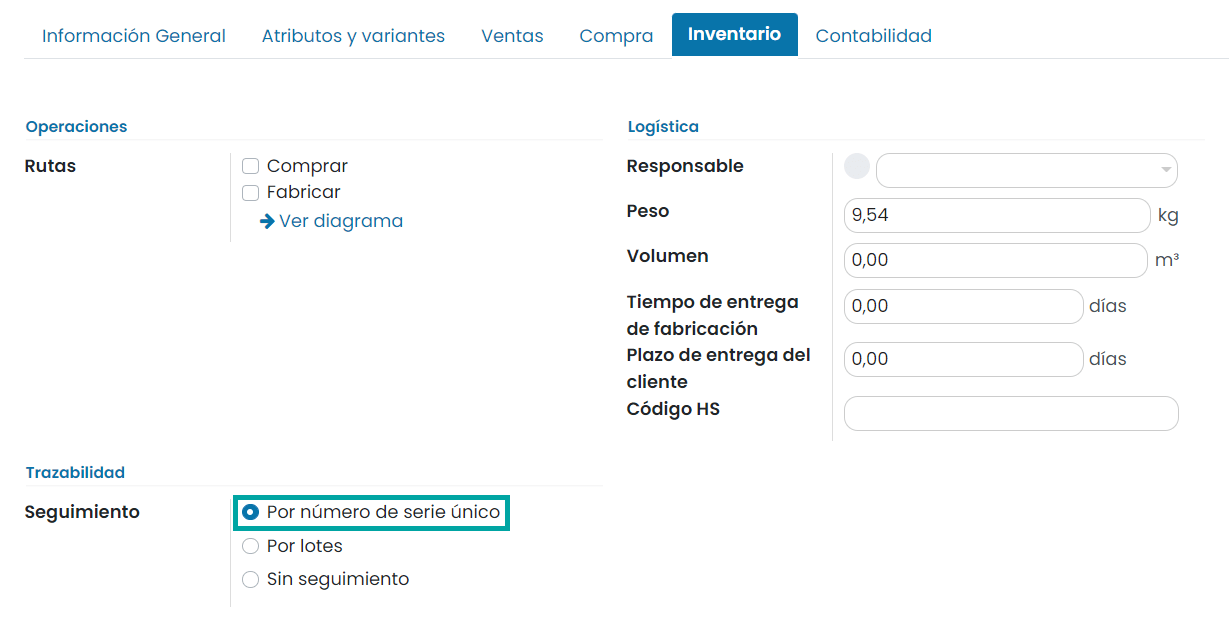 Información General Atributos y variantes Ventas Compra Inventario Contabilidad
Operaciones
Rutas
Comprar
Fabricar
Ver diagrama
Logística
Responsable
Peso 9,54 kg
Volumen 0,00 m³
Tiempo de entrega
de fabricación
0,00 días
Plazo de entrega del
cliente
0,00 días
Código HS
Trazabilidad
Seguimiento
Por número de serie único
Por lotes
Sin seguimiento